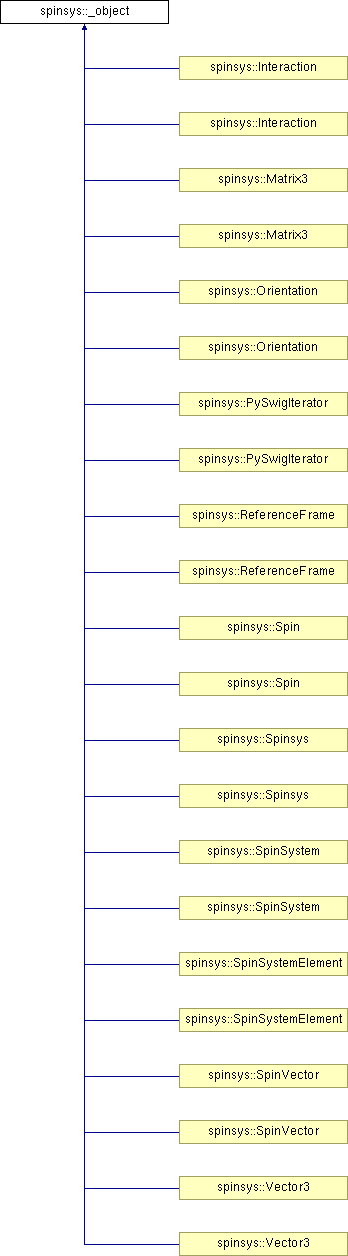 spinsys::_object
spinsys::Interaction
spinsys::Interaction
spinsys::Matrix3
spinsys::Matrix3
spinsys::Orientation
spinsys::Orientation
spinsys::PySwigIterator
spinsys::PySwigIterator
spinsys::ReferenceFrame
spinsys::ReferenceFrame
spinsys::Spin
spinsys::Spin
spinsys::Spinsys
spinsys::Spinsys
spinsys::SpinSystem
spinsys::SpinSystem
spinsys::SpinSystemElement
spinsys::SpinSystemElement
spinsys::SpinVector
spinsys::SpinVector
spinsys::Vector3
spinsys::Vector3